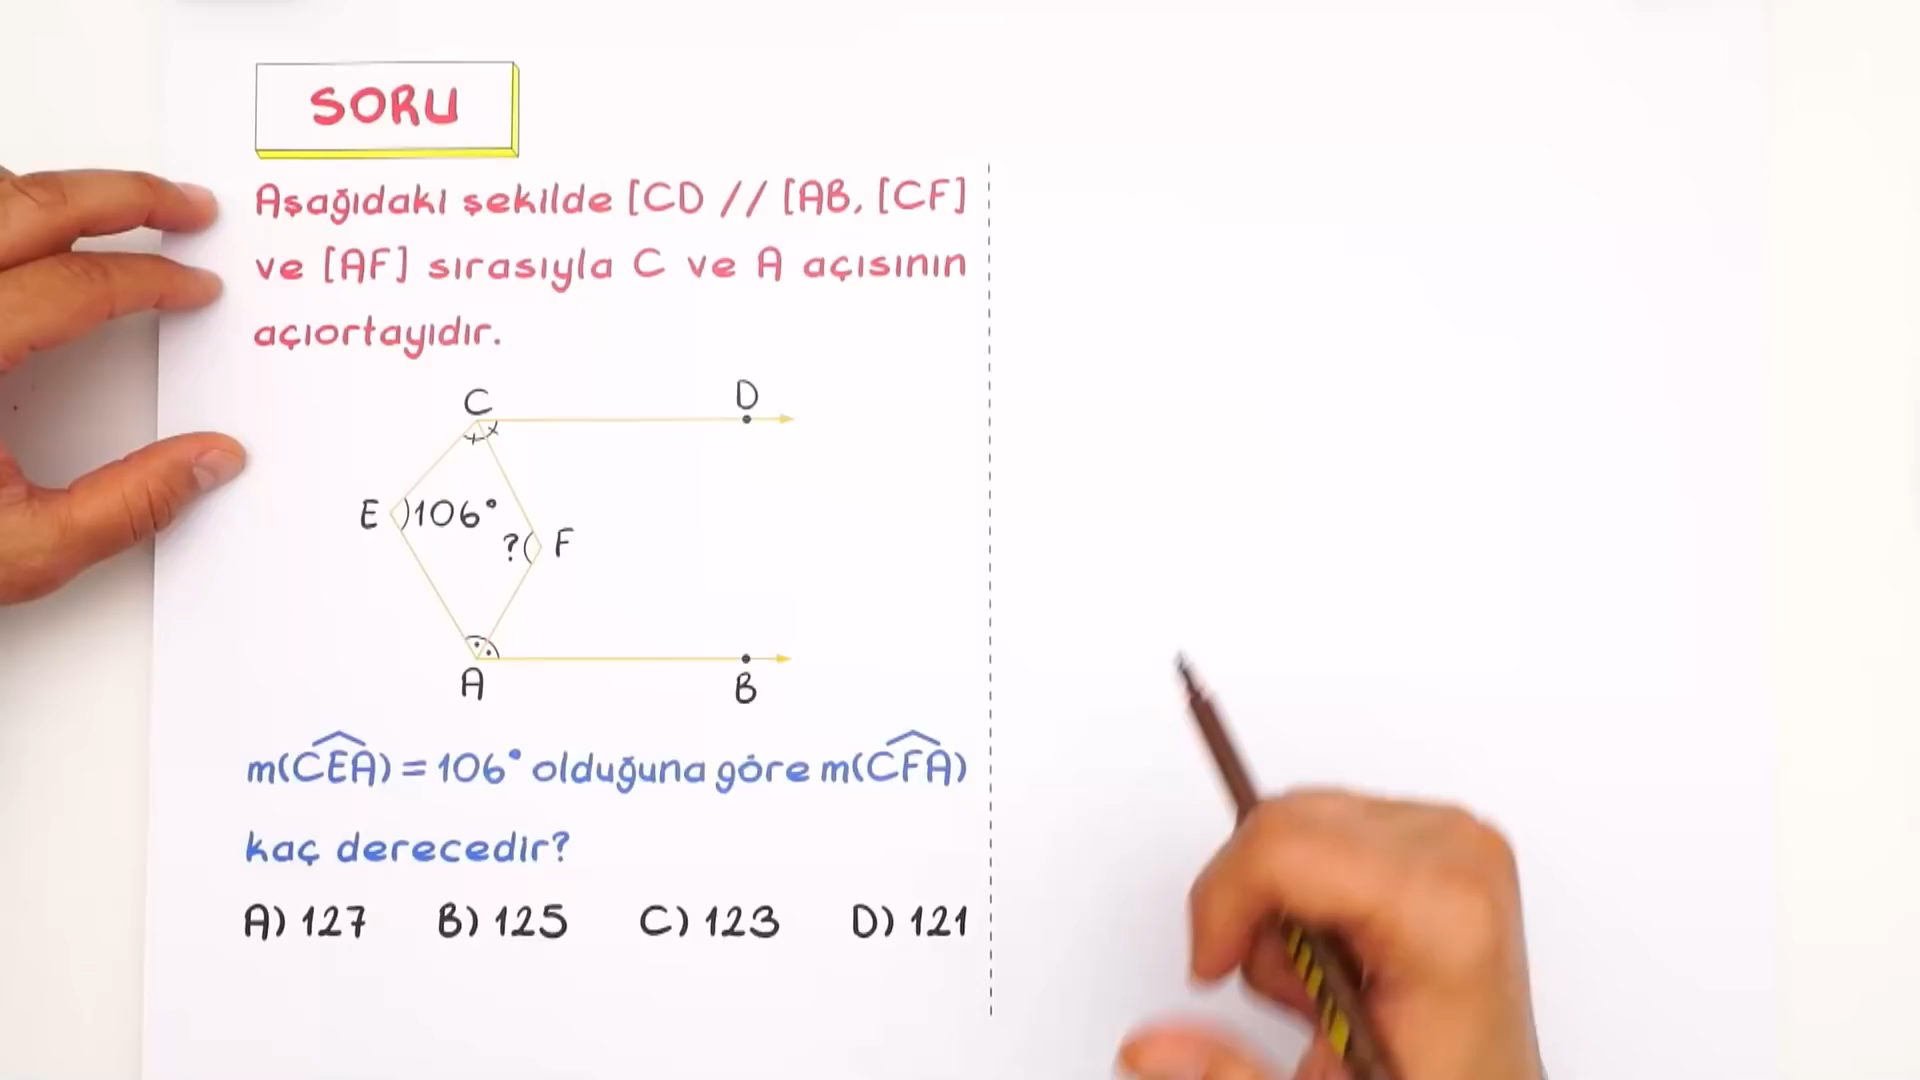 SORU
Aşağıdaki şekilde [CD // [AB, [CF]
ve [AF] sırasıyla C ve A açısının
açıortayıdır.
C
D
E
106°
?
F
A
B
m(CEA) = 106° olduğuna göre m(CFA)
kaç derecedir?
A) 127 B) 125 C) 123 D) 121